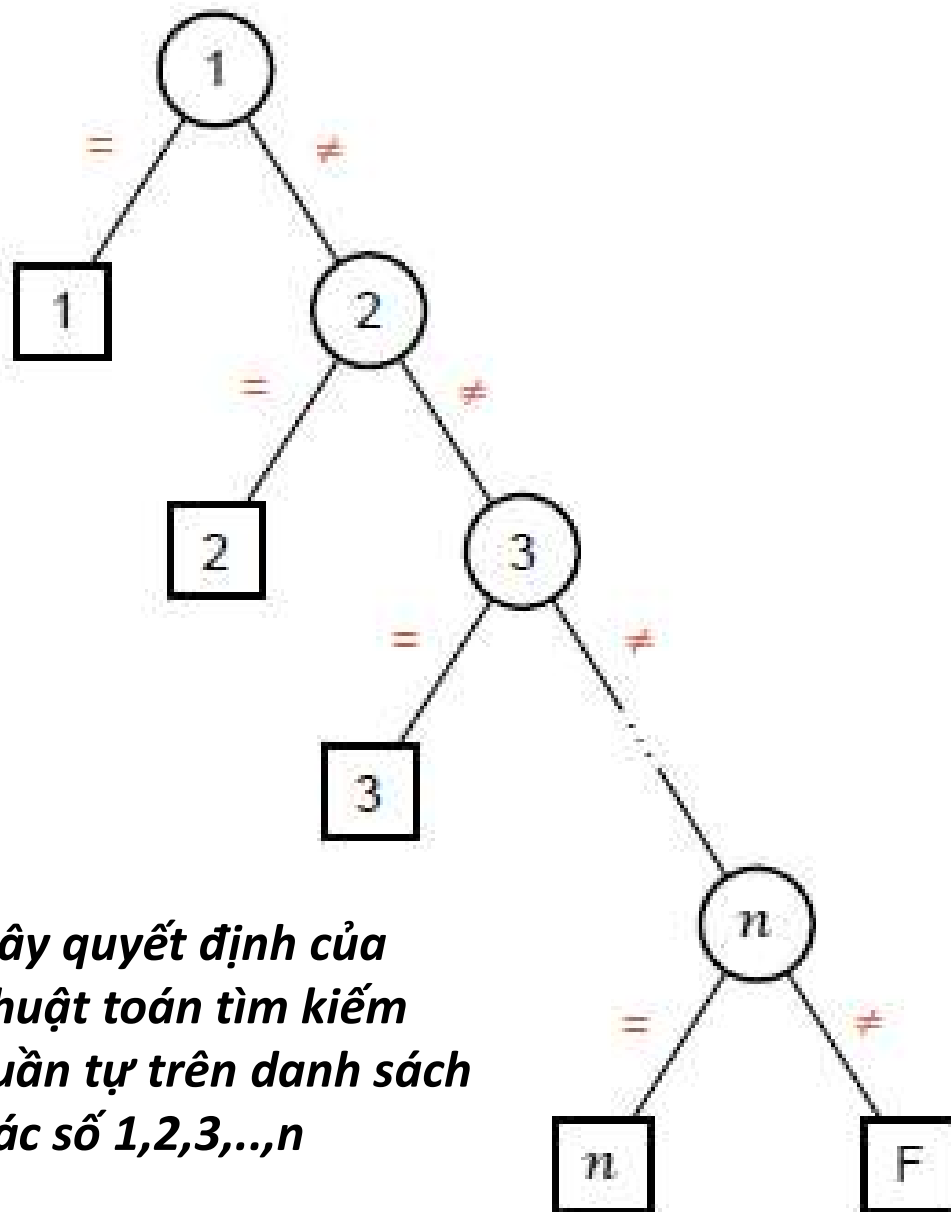 1
= ≠
1 2
= ≠
2 3
= ≠
3
n
= ≠
n F
ây quyết định của
huật toán tìm kiếm
uần tự trên danh sách
ác số 1,2,3,..,n